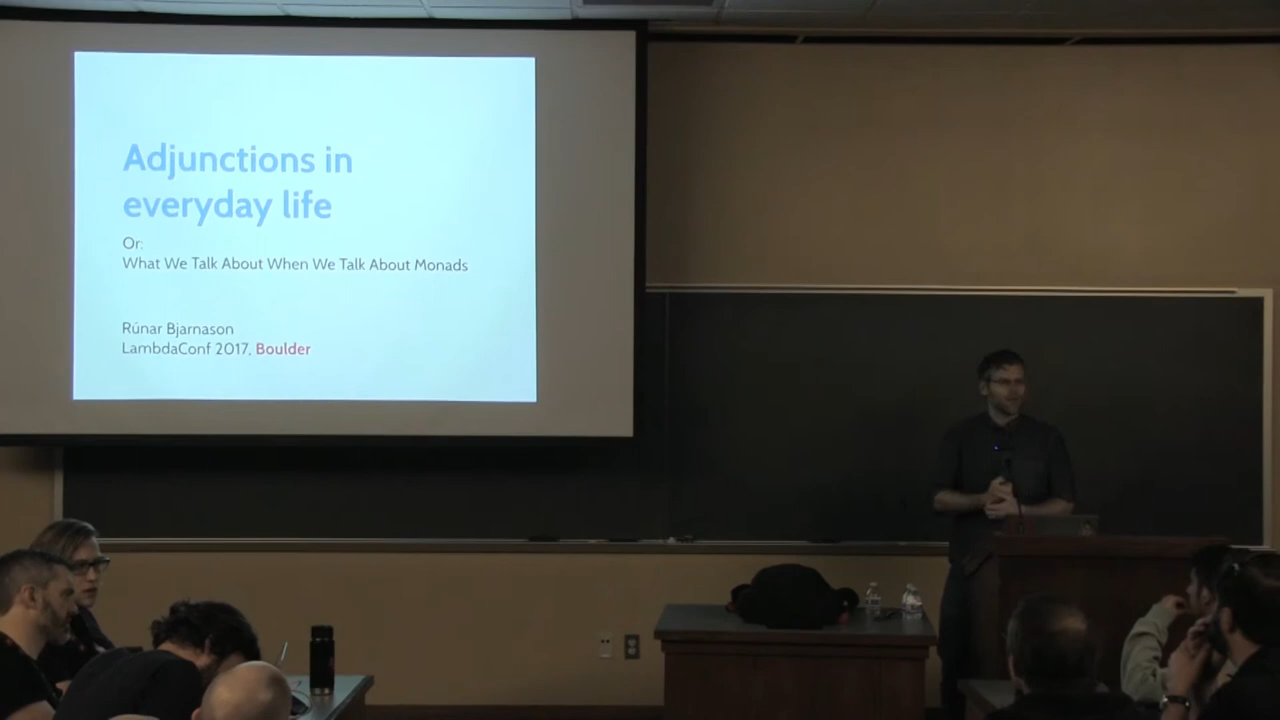 Adjunctions in
everyday life
Or:
What We Talk About When We Talk About Monads
Rúnar Bjarnason
LambdaConf 2017, Boulder